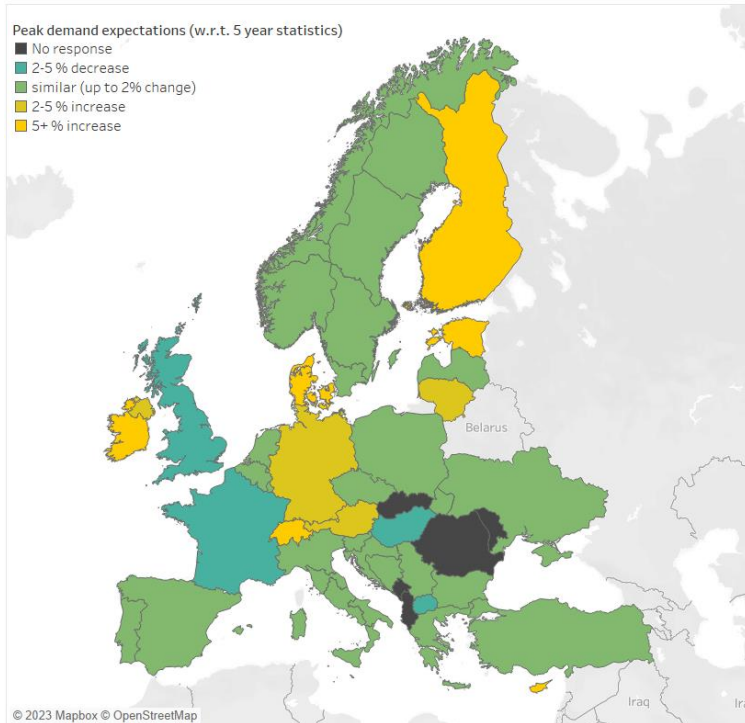 Peak demand expectations (w.r.t. 5 year statistics)
No response
2-5 % decrease
similar (up to 2% change)
2-5 % increase
5+ % increase
Belarus
Iraq
© 2023 Mapbox © OpenStreetMap